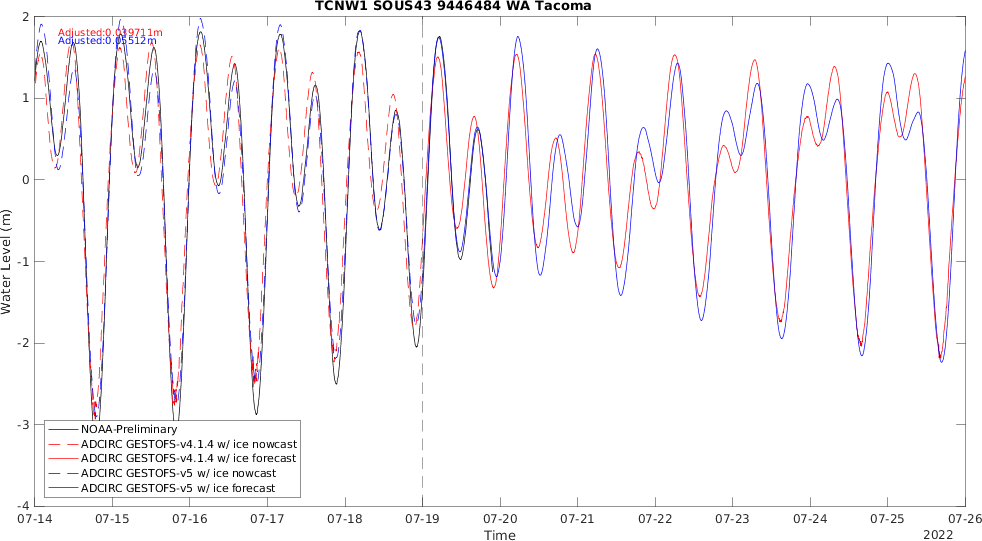 TCNW1 SOUS43 9446484 WA Tacoma
Adjusted:0.039711m
Adjusted:0.05512m
2
1
0
-1
-2
-3
-4
Water Level (m)
NOAA-Preliminary
ADCIRC GESTOFS-v4.1.4 w/ ice nowcast
ADCIRC GESTOFS-v4.1.4 w/ ice forecast
ADCIRC GESTOFS-v5 w/ ice nowcast
ADCIRC GESTOFS-v5 w/ ice forecast
07-14 07-15 07-16 07-17 07-18 07-19 07-20 07-21 07-22 07-23 07-24 07-25 07-26
Time
2022